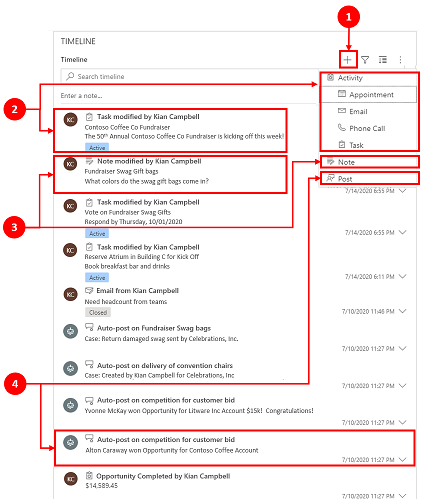 1
TIMELINE
Timeline
Search timeline
Enter a note...
Activity
Appointment
Email
Phone Call
Task
Note
Post
2
KC
Task modified by Kian Campbell
Contoso Coffee Co Fundraiser
The 50th Annual Contoso Coffee Co Fundraiser is kicking off this week!
Active
KC
Note modified by Kian Campbell
Fundraiser Swag Gift bags
What colors do the swag gift bags come in?
7/14/2020 6:55 PM
3
KC
Task modified by Kian Campbell
Vote on Fundraiser Swag Gifts
Respond by Thursday, 10/01/2020
Active
7/14/2020 6:55 PM
KC
Task modified by Kian Campbell
Reserve Atrium in Building C for Kick Off
Book breakfast bar and drinks
Active
7/14/2020 6:11 PM
KC
Email from Kian Campbell
Need headcount from teams
Closed
7/10/2020 11:46 PM
Auto-post on Fundraiser Swag bags
Case: Return damaged swag sent by Celebrations, Inc.
7/10/2020 11:27 PM
Auto-post on delivery of convention chairs
Case: Created by Kian Campbell for Celebrations, Inc
7/10/2020 11:27 PM
4
Auto-post on competition for customer bid
Yvonne McKay won Opportunity for Litware Inc Account $15k! Congratulations!
7/10/2020 11:27 PM
Auto-post on competition for customer bid
Alton Caraway won Opportunity for Contoso Coffee Account
7/10/2020 11:27 PM
KC
Opportunity Completed by Kian Campbell
$14,589.45